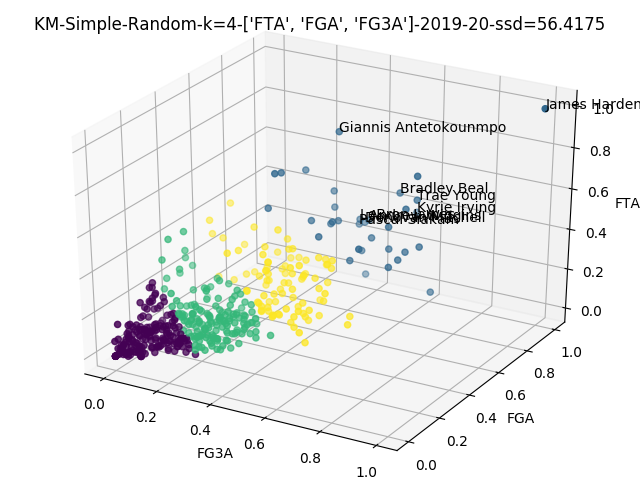 KM-Simple-Random-k=4-['FTA', 'FGA', 'FG3A']-2019-20-ssd=56.4175
James Harden
Giannis Antetokounmpo
Bradley Beal
Trae Young
Kyrie Irving
Pascal Siakam
FTA
1.0
0.8
0.6
0.4
0.2
0.0
FGA
1.0
0.8
0.6
0.4
0.2
0.0
FG3A
0.0
0.2
0.4
0.6
0.8
1.0